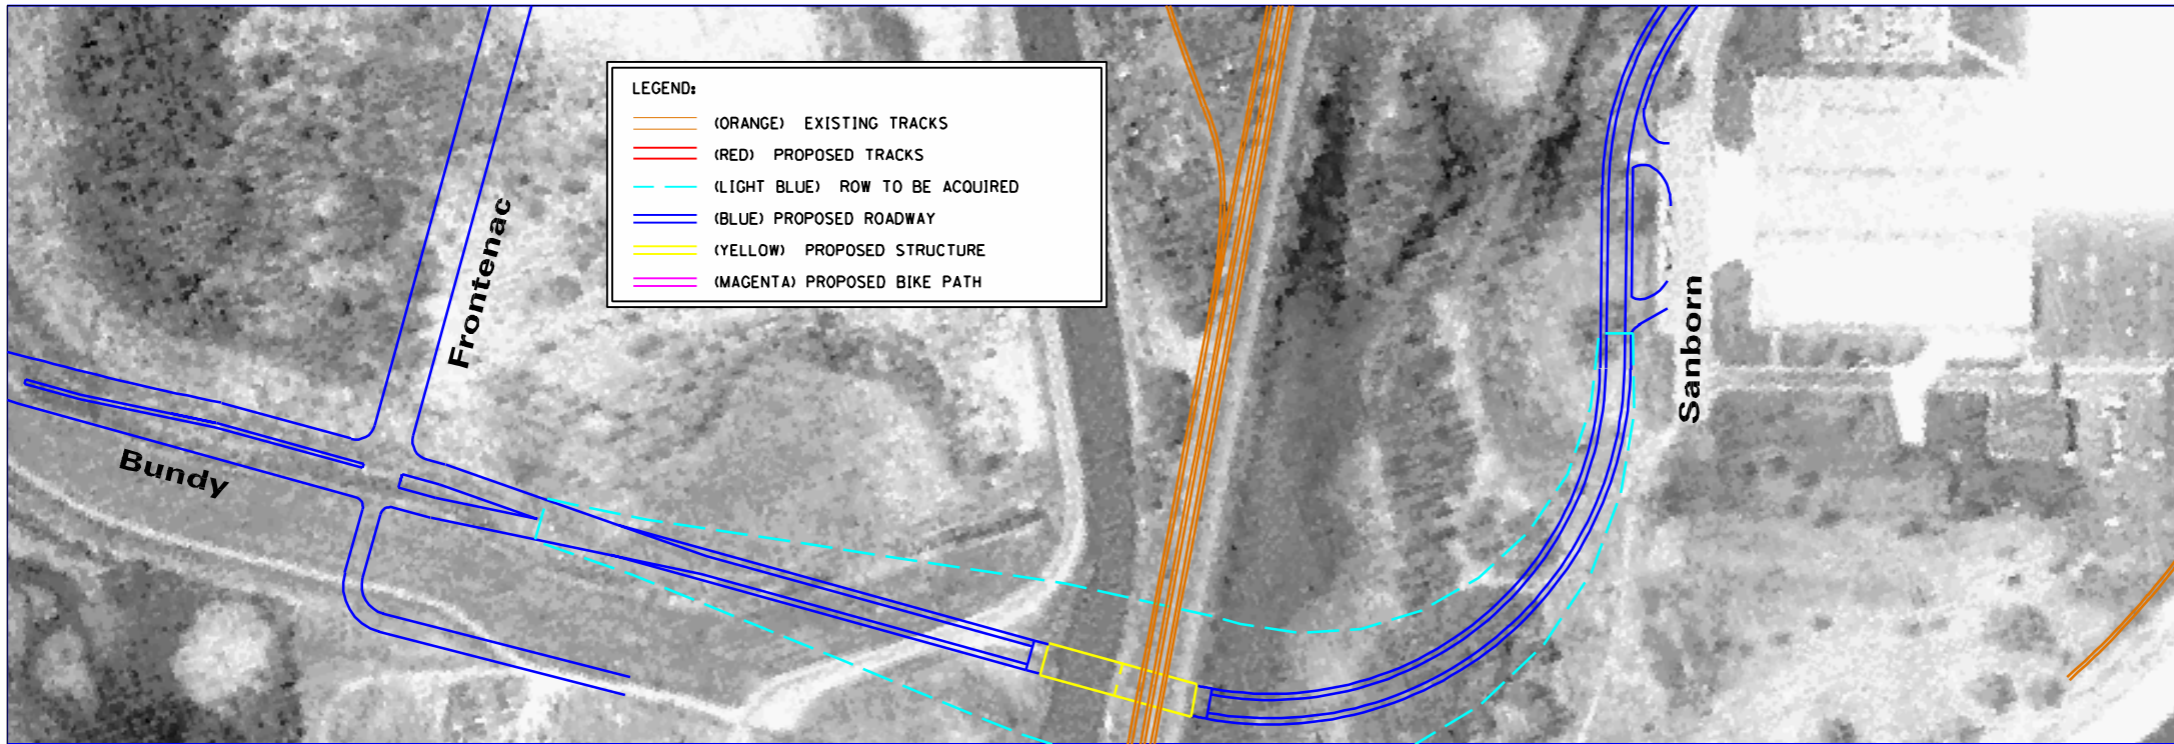 LEGEND:
(ORANGE) EXISTING TRACKS
(RED) PROPOSED TRACKS
(LIGHT BLUE) ROW TO BE ACQUIRED
(BLUE) PROPOSED ROADWAY
(YELLOW) PROPOSED STRUCTURE
(MAGENTA) PROPOSED BIKE PATH
Frontenac
Sanborn
Bundy